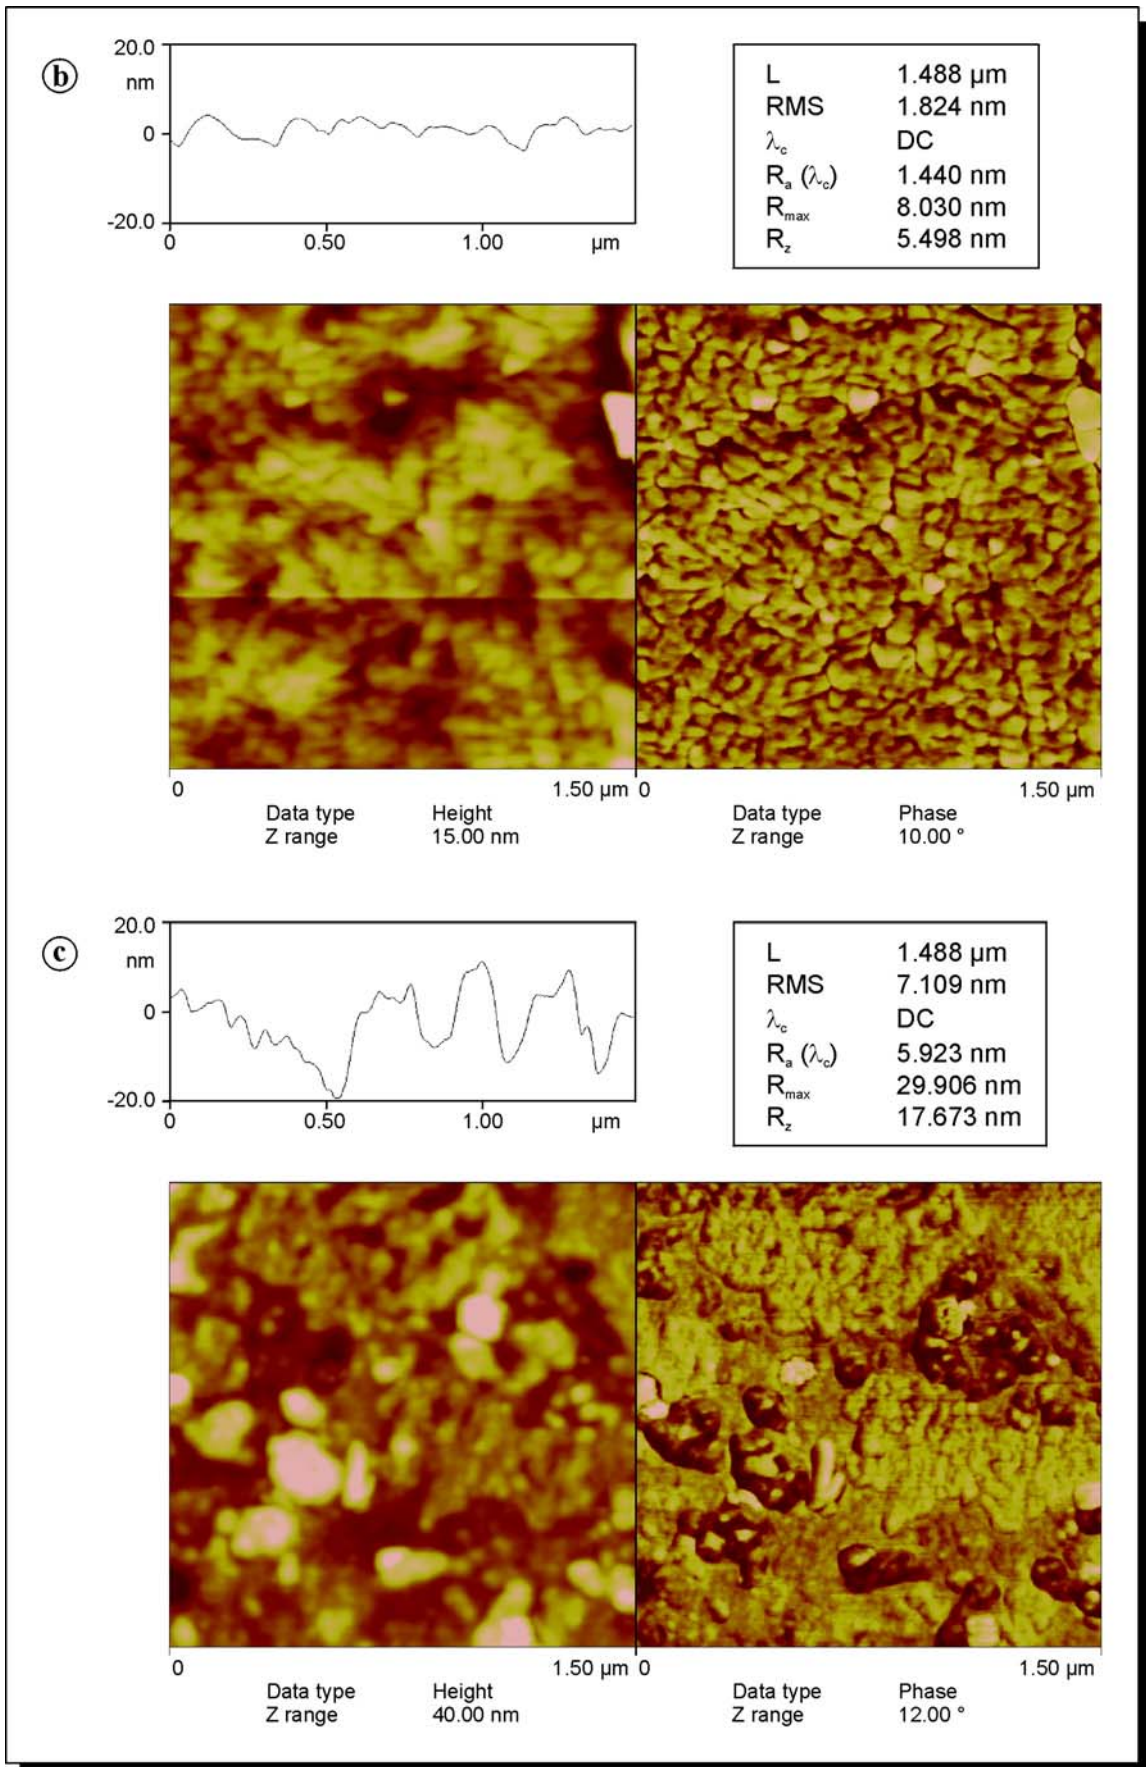 b
20.0
nm
0
-20.0
0 0.50 1.00 µm
L 1.488 µm
RMS 1.824 nm
λc DC
Ra (λc) 1.440 nm
Rmax 8.030 nm
Rz 5.498 nm
0 1.50 µm 0 1.50 µm
Data type Height Data type Phase
Z range 15.00 nm Z range 10.00 °
c
20.0
nm
0
-20.0
0 0.50 1.00 µm
L 1.488 µm
RMS 7.109 nm
λc DC
Ra (λc) 5.923 nm
Rmax 29.906 nm
Rz 17.673 nm
0 1.50 µm 0 1.50 µm
Data type Height Data type Phase
Z range 40.00 nm Z range 12.00 °